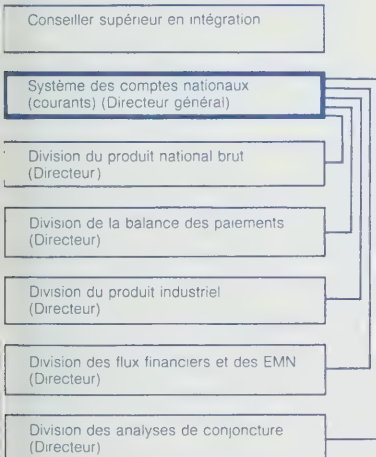 Conseiller supérieur en intégration
Système des comptes nationaux
(courants) (Directeur général)
Division du produit national brut
(Directeur)
Division de la balance des paiements
(Directeur)
Division du produit industriel
(Directeur)
Division des flux financiers et des EMN
(Directeur)
Division des analyses de conjoncture
(Directeur)